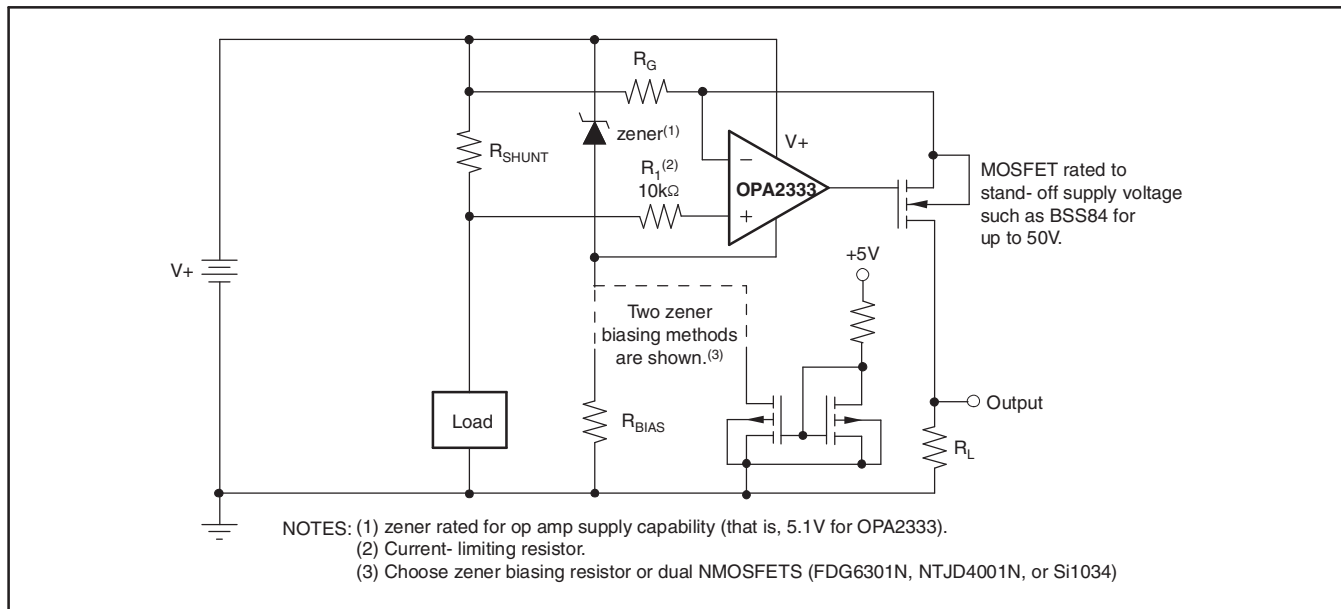 R_G
zener(1)
V+
R_SHUNT
R_1(2)
10kΩ
−
OPA2333
+
MOSFET rated to
stand- off supply voltage
such as BSS84 for
up to 50V.
V+
+5V
Two zener
biasing methods
are shown.(3)
Load
R_BIAS
Output
R_L
NOTES: (1) zener rated for op amp supply capability (that is, 5.1V for OPA2333).
(2) Current- limiting resistor.
(3) Choose zener biasing resistor or dual NMOSFETS (FDG6301N, NTJD4001N, or Si1034)